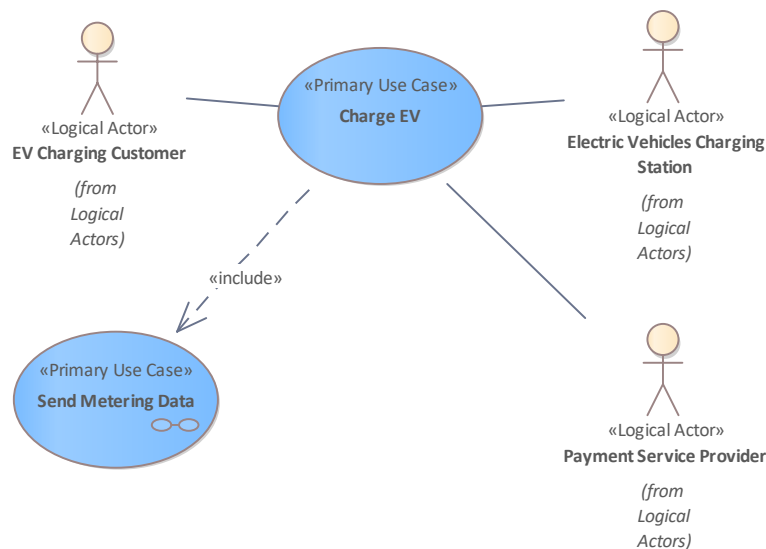 «Logical Actor»
EV Charging Customer
(from
Logical
Actors)
«Primary Use Case»
Charge EV
«Logical Actor»
Electric Vehicles Charging
Station
(from
Logical
Actors)
«include»
«Primary Use Case»
Send Metering Data
«Logical Actor»
Payment Service Provider
(from
Logical
Actors)